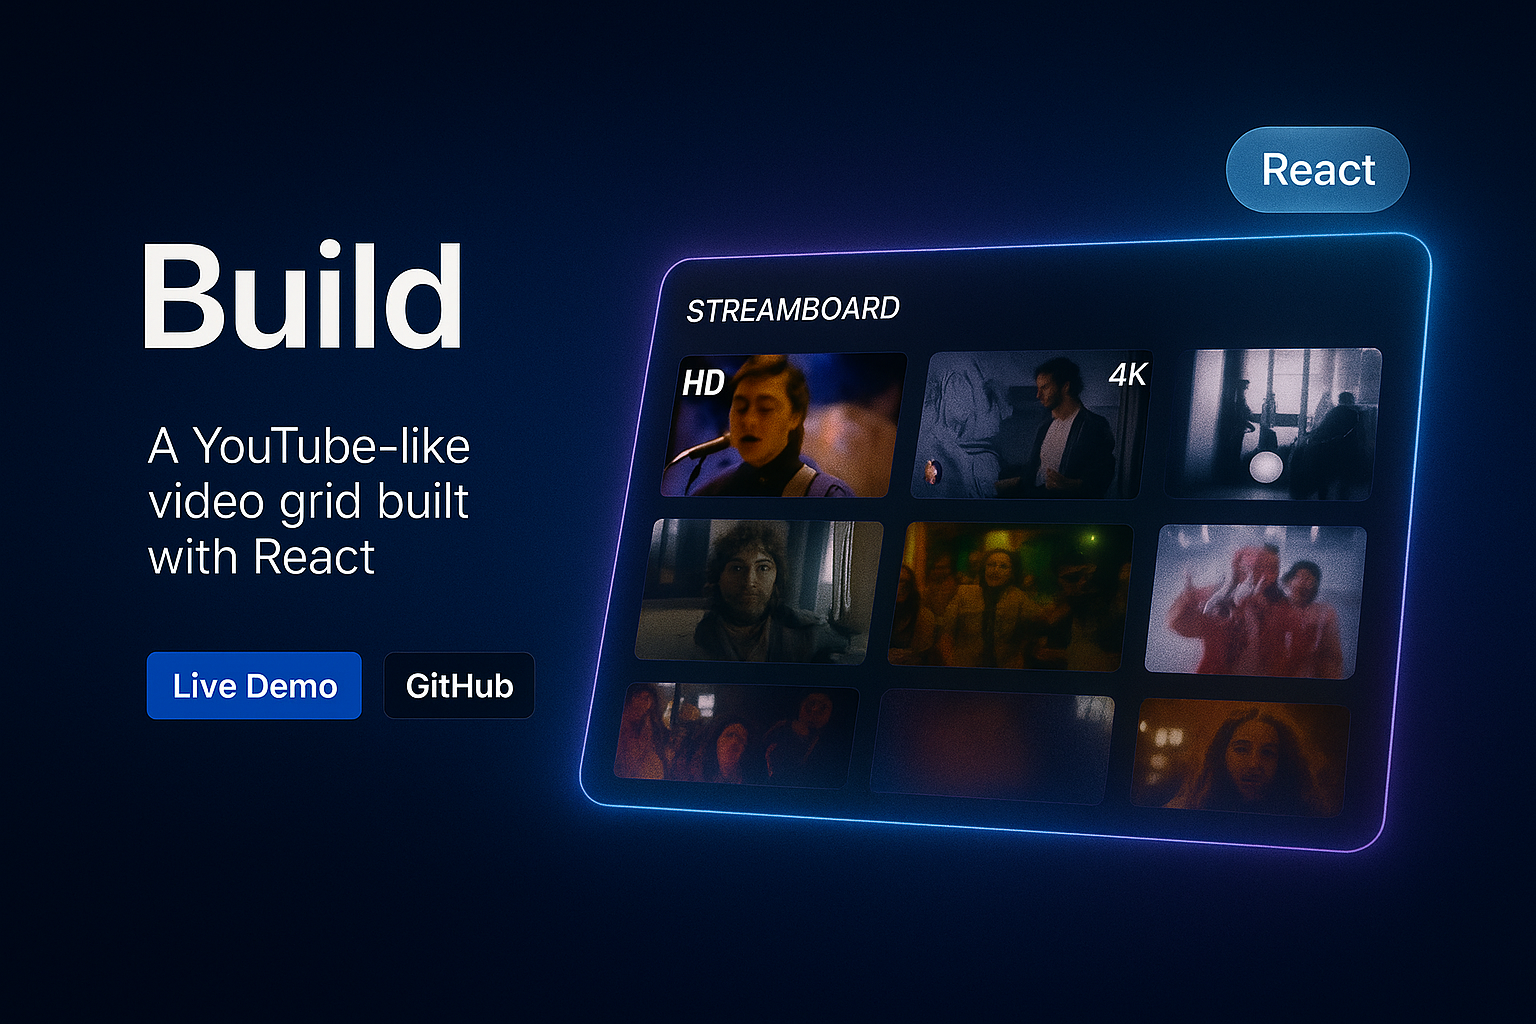 Build
A YouTube-like
video grid built
with React
Live Demo
GitHub
React
STREAMBOARD
HD
4K